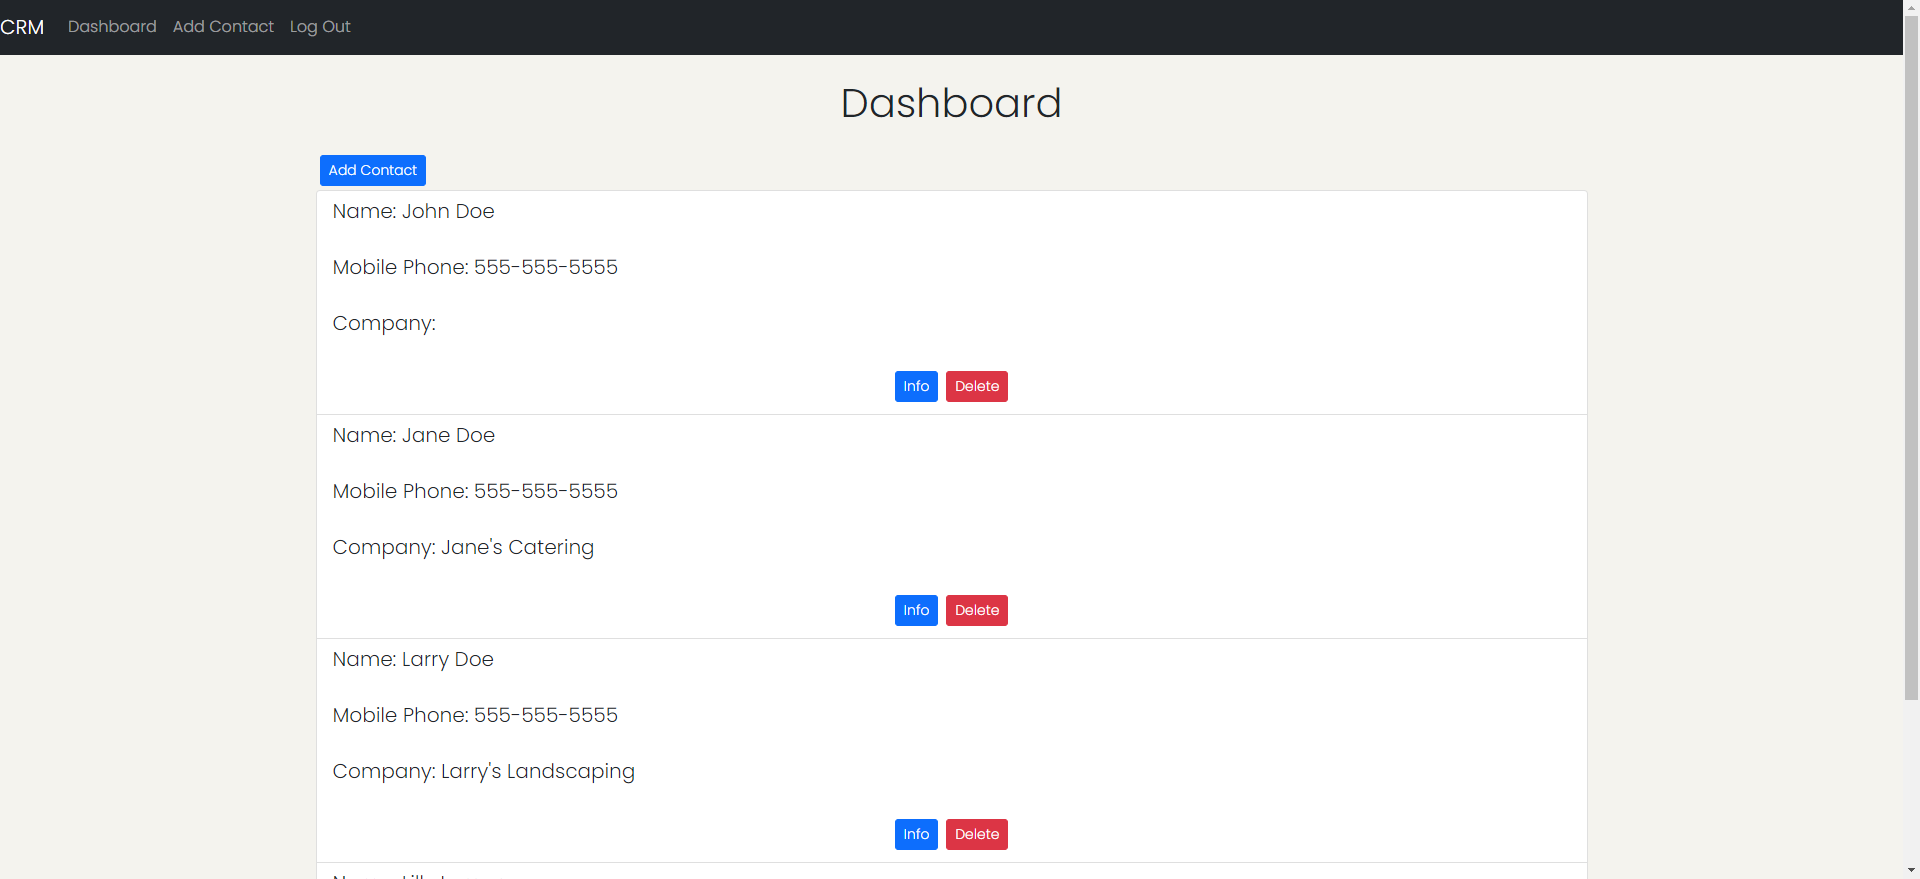 CRM Dashboard Add Contact Log Out
Dashboard
Add Contact
Name: John Doe
Mobile Phone: 555-555-5555
Company:
Info Delete
Name: Jane Doe
Mobile Phone: 555-555-5555
Company: Jane's Catering
Info Delete
Name: Larry Doe
Mobile Phone: 555-555-5555
Company: Larry's Landscaping
Info Delete